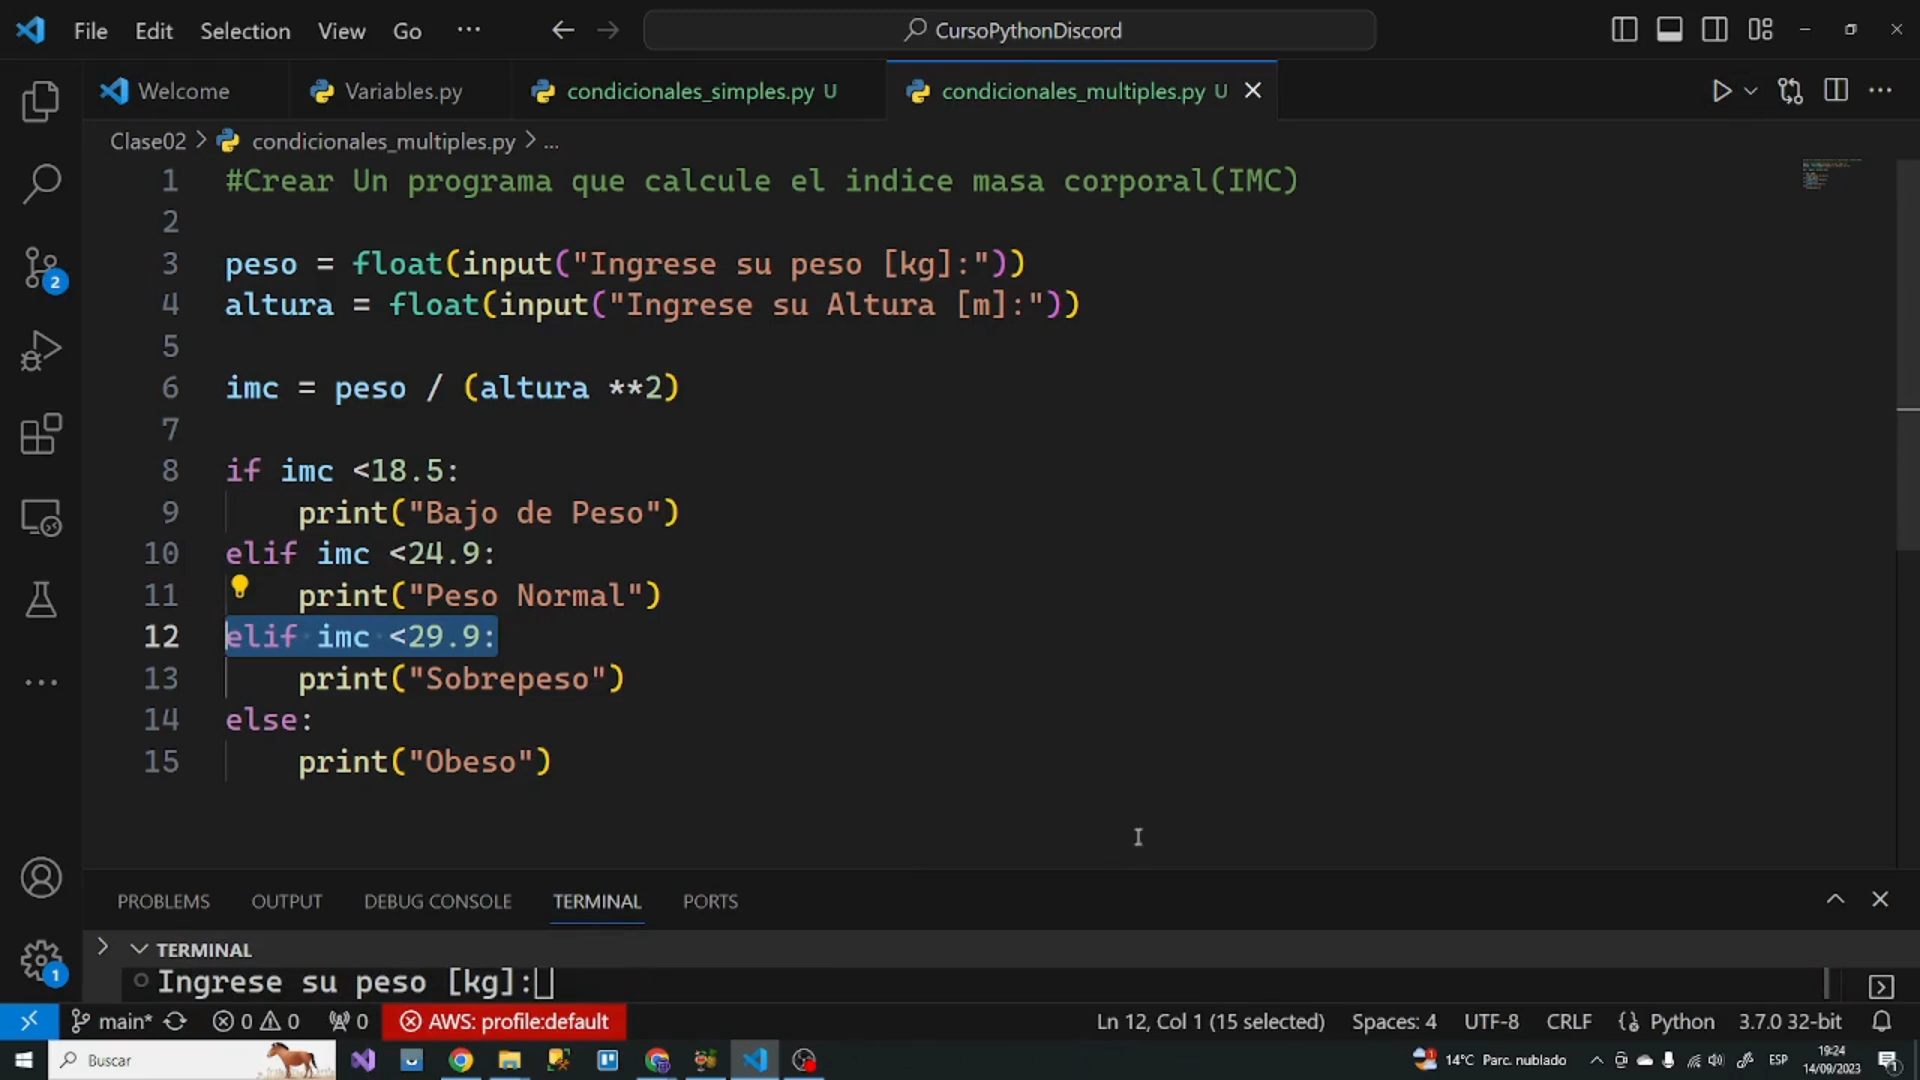 File Edit Selection View Go ··· CursoPythonDiscord
Welcome Variables.py condicionales_simples.py U condicionales_multiples.py U
Clase02 > condicionales_multiples.py > ...
1 #Crear Un programa que calcule el indice masa corporal(IMC)
2
3 peso = float(input("Ingrese su peso [kg]:"))
4 altura = float(input("Ingrese su Altura [m]:"))
5
6 imc = peso / (altura **2)
7
8 if imc <18.5:
9 print("Bajo de Peso")
10 elif imc <24.9:
11 print("Peso Normal")
12 elif imc <29.9:
13 print("Sobrepeso")
14 else:
15 print("Obeso")
2
1
PROBLEMS OUTPUT DEBUG CONSOLE TERMINAL PORTS
TERMINAL
Ingrese su peso [kg]:
main* 0 0 0 AWS: profile:default Ln 12, Col 1 (15 selected) Spaces: 4 UTF-8 CRLF Python 3.7.0 32-bit
Buscar 14°C Parc. nublado ESP 19:24
14/09/2023